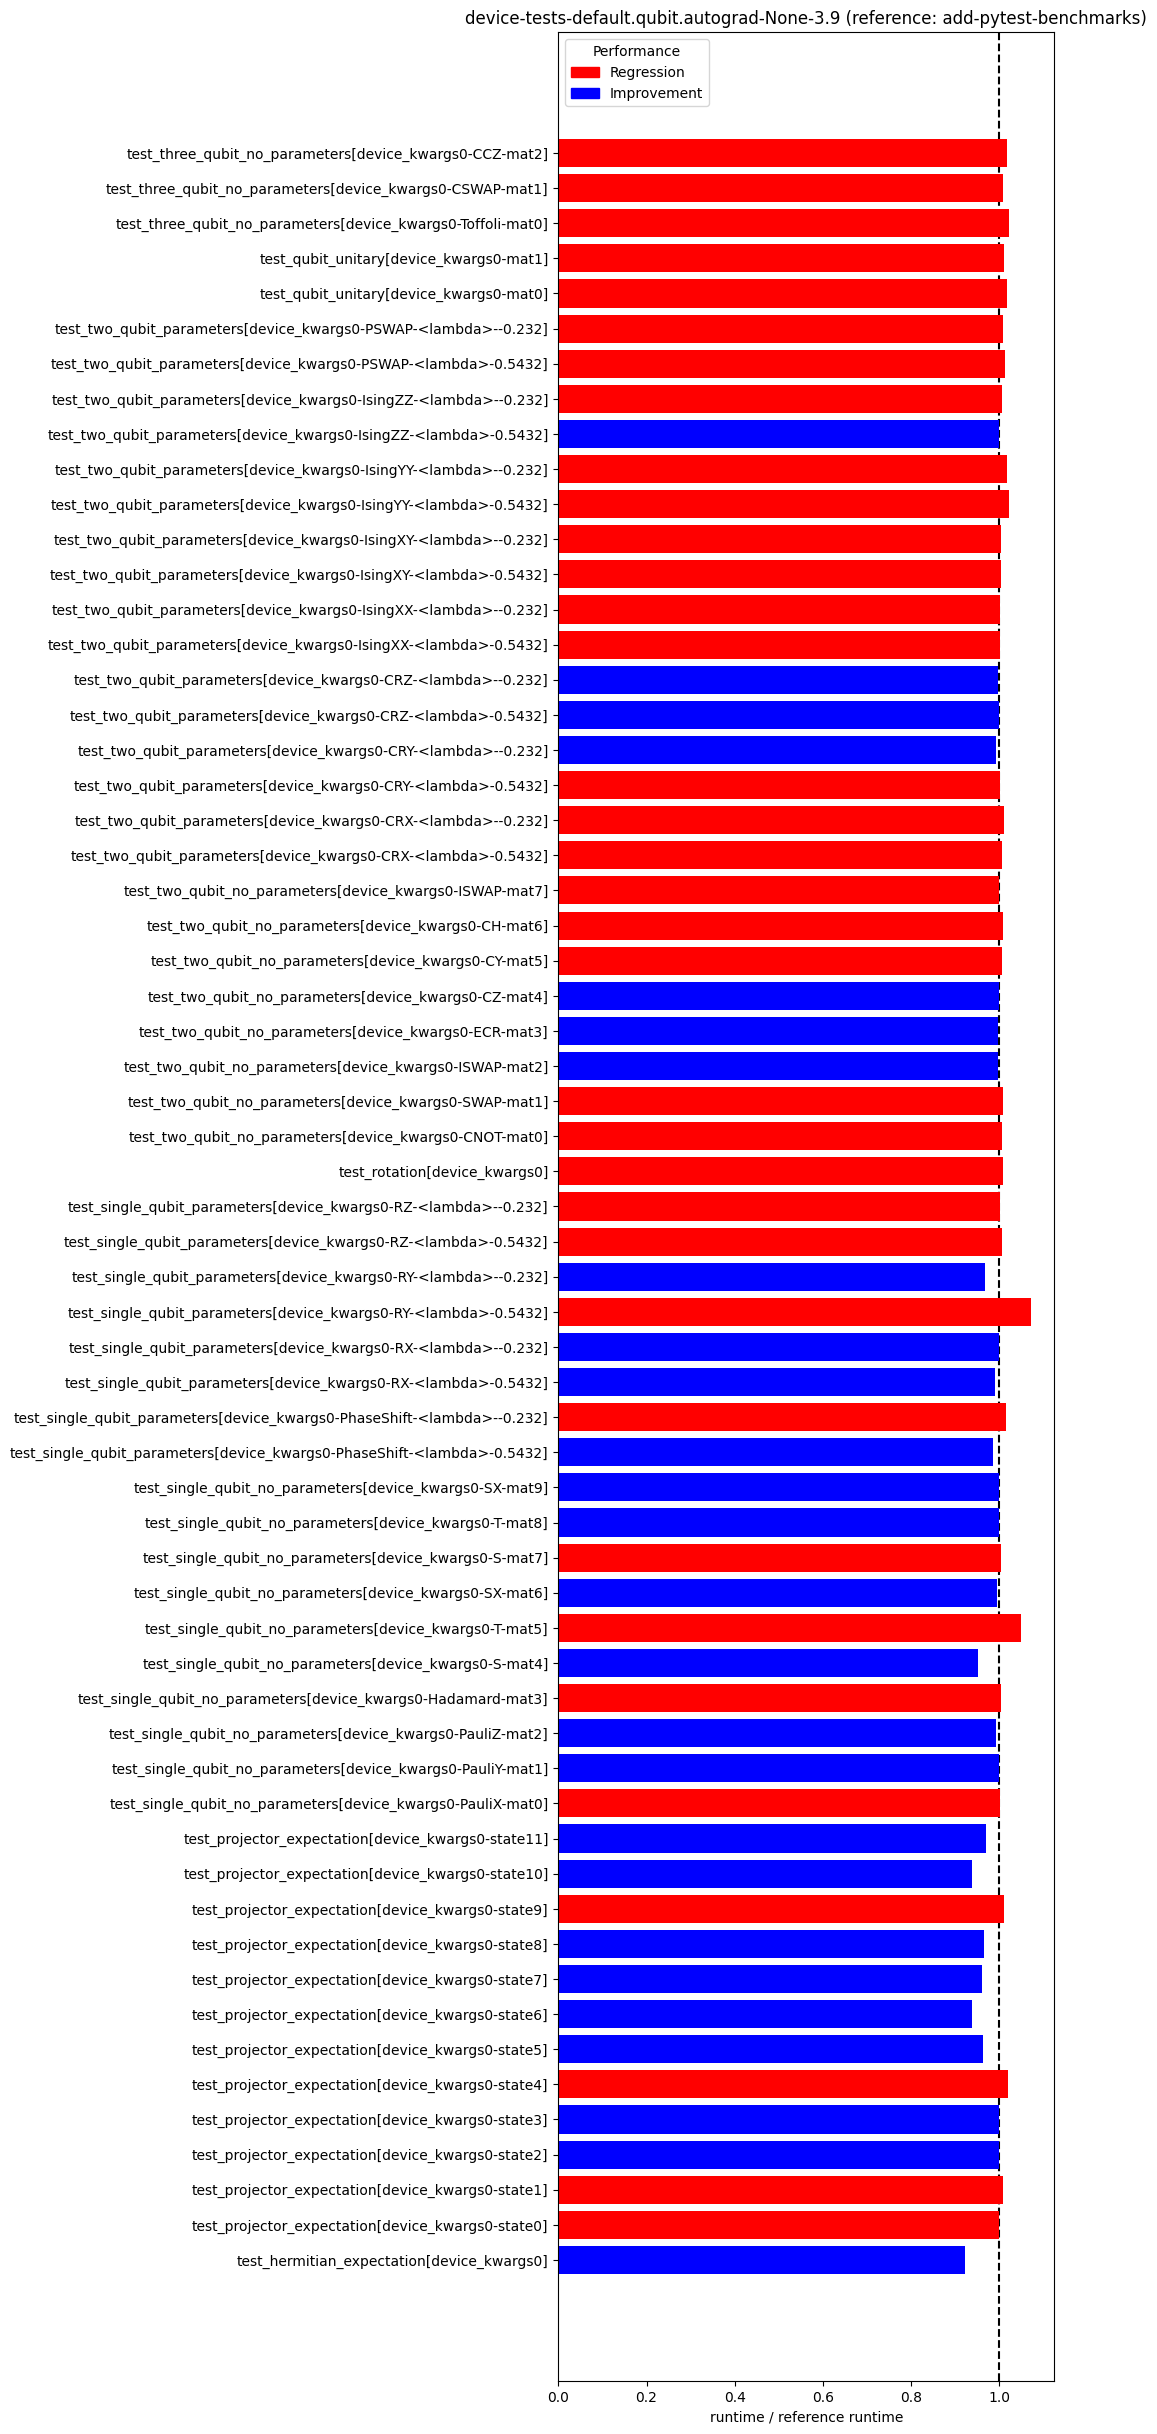 device-tests-default.qubit.autograd-None-3.9 (reference: add-pytest-benchmarks)
Performance
Regression
Improvement
test_three_qubit_no_parameters[device_kwargs0-CCZ-mat2]
test_three_qubit_no_parameters[device_kwargs0-CSWAP-mat1]
test_three_qubit_no_parameters[device_kwargs0-Toffoli-mat0]
test_qubit_unitary[device_kwargs0-mat1]
test_qubit_unitary[device_kwargs0-mat0]
test_two_qubit_parameters[device_kwargs0-PSWAP-<lambda>--0.232]
test_two_qubit_parameters[device_kwargs0-PSWAP-<lambda>-0.5432]
test_two_qubit_parameters[device_kwargs0-IsingZZ-<lambda>--0.232]
test_two_qubit_parameters[device_kwargs0-IsingZZ-<lambda>-0.5432]
test_two_qubit_parameters[device_kwargs0-IsingYY-<lambda>--0.232]
test_two_qubit_parameters[device_kwargs0-IsingYY-<lambda>-0.5432]
test_two_qubit_parameters[device_kwargs0-IsingXY-<lambda>--0.232]
test_two_qubit_parameters[device_kwargs0-IsingXY-<lambda>-0.5432]
test_two_qubit_parameters[device_kwargs0-IsingXX-<lambda>--0.232]
test_two_qubit_parameters[device_kwargs0-IsingXX-<lambda>-0.5432]
test_two_qubit_parameters[device_kwargs0-CRZ-<lambda>--0.232]
test_two_qubit_parameters[device_kwargs0-CRZ-<lambda>-0.5432]
test_two_qubit_parameters[device_kwargs0-CRY-<lambda>--0.232]
test_two_qubit_parameters[device_kwargs0-CRY-<lambda>-0.5432]
test_two_qubit_parameters[device_kwargs0-CRX-<lambda>--0.232]
test_two_qubit_parameters[device_kwargs0-CRX-<lambda>-0.5432]
test_two_qubit_no_parameters[device_kwargs0-ISWAP-mat7]
test_two_qubit_no_parameters[device_kwargs0-CH-mat6]
test_two_qubit_no_parameters[device_kwargs0-CY-mat5]
test_two_qubit_no_parameters[device_kwargs0-CZ-mat4]
test_two_qubit_no_parameters[device_kwargs0-ECR-mat3]
test_two_qubit_no_parameters[device_kwargs0-ISWAP-mat2]
test_two_qubit_no_parameters[device_kwargs0-SWAP-mat1]
test_two_qubit_no_parameters[device_kwargs0-CNOT-mat0]
test_rotation[device_kwargs0]
test_single_qubit_parameters[device_kwargs0-RZ-<lambda>--0.232]
test_single_qubit_parameters[device_kwargs0-RZ-<lambda>-0.5432]
test_single_qubit_parameters[device_kwargs0-RY-<lambda>--0.232]
test_single_qubit_parameters[device_kwargs0-RY-<lambda>-0.5432]
test_single_qubit_parameters[device_kwargs0-RX-<lambda>--0.232]
test_single_qubit_parameters[device_kwargs0-RX-<lambda>-0.5432]
test_single_qubit_parameters[device_kwargs0-PhaseShift-<lambda>--0.232]
test_single_qubit_parameters[device_kwargs0-PhaseShift-<lambda>-0.5432]
test_single_qubit_no_parameters[device_kwargs0-SX-mat9]
test_single_qubit_no_parameters[device_kwargs0-T-mat8]
test_single_qubit_no_parameters[device_kwargs0-S-mat7]
test_single_qubit_no_parameters[device_kwargs0-SX-mat6]
test_single_qubit_no_parameters[device_kwargs0-T-mat5]
test_single_qubit_no_parameters[device_kwargs0-S-mat4]
test_single_qubit_no_parameters[device_kwargs0-Hadamard-mat3]
test_single_qubit_no_parameters[device_kwargs0-PauliZ-mat2]
test_single_qubit_no_parameters[device_kwargs0-PauliY-mat1]
test_single_qubit_no_parameters[device_kwargs0-PauliX-mat0]
test_projector_expectation[device_kwargs0-state11]
test_projector_expectation[device_kwargs0-state10]
test_projector_expectation[device_kwargs0-state9]
test_projector_expectation[device_kwargs0-state8]
test_projector_expectation[device_kwargs0-state7]
test_projector_expectation[device_kwargs0-state6]
test_projector_expectation[device_kwargs0-state5]
test_projector_expectation[device_kwargs0-state4]
test_projector_expectation[device_kwargs0-state3]
test_projector_expectation[device_kwargs0-state2]
test_projector_expectation[device_kwargs0-state1]
test_projector_expectation[device_kwargs0-state0]
test_hermitian_expectation[device_kwargs0]
0.0 0.2 0.4 0.6 0.8 1.0
runtime / reference runtime